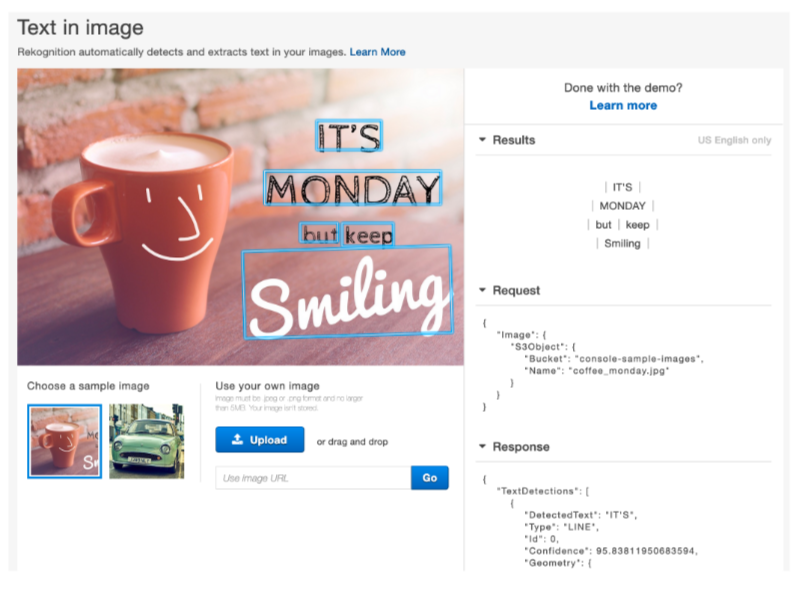 Text in image
Rekognition automatically detects and extracts text in your images. Learn More
IT'S
MONDAY
but keep
Smiling
Choose a sample image
Use your own image
Image must be .jpeg or .png format and no larger
than 5MB. Your image isn't stored.
Upload
or drag and drop
Use image URL
Go
Done with the demo?
Learn more
Results
US English only
| IT'S |
| MONDAY |
| but | keep |
| Smiling |
Request
{
"Image": {
"S3Object": {
"Bucket": "console-sample-images",
"Name": "coffee_monday.jpg"
}
}
}
Response
{
"TextDetections": [
{
"DetectedText": "IT'S",
"Type": "LINE",
"Id": 0,
"Confidence": 95.83811950683594,
"Geometry": {